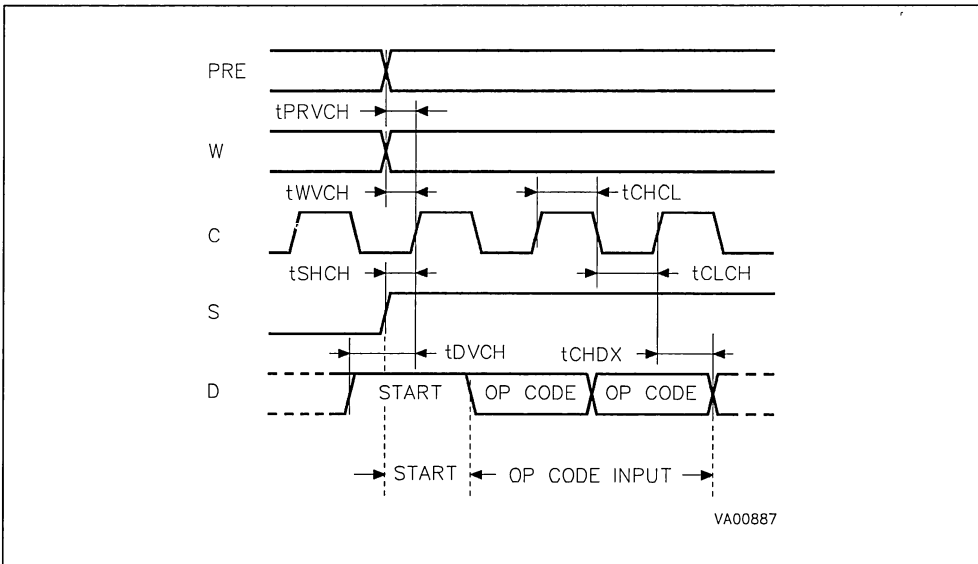 PRE
tPRVCH
W
tWVCH
tCHCL
C
tSHCH
tCLCH
S
tDVCH
tCHDX
D
START
OP CODE
OP CODE
START
OP CODE INPUT
VA00887